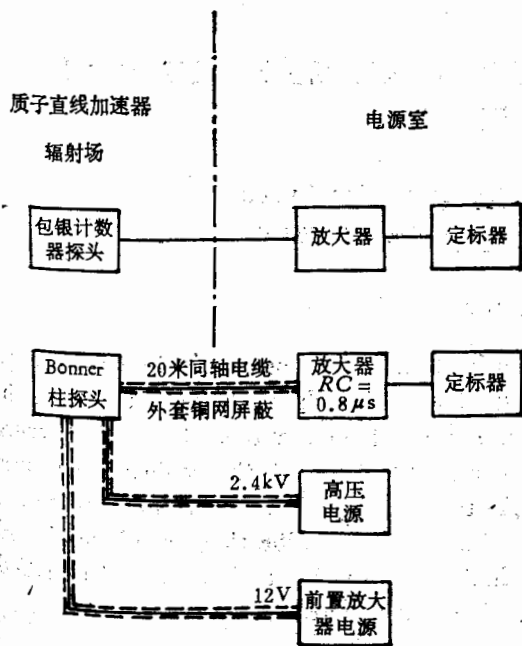 质子直线加速器
辐射场
电源室
包银计数
器探头
放大器
定标器
Bonner
柱探头
20米同轴电缆
外套铜网屏蔽
放大器
RC=
0.8μs
定标器
2.4kV
高压
电源
12V
前置放大
器电源